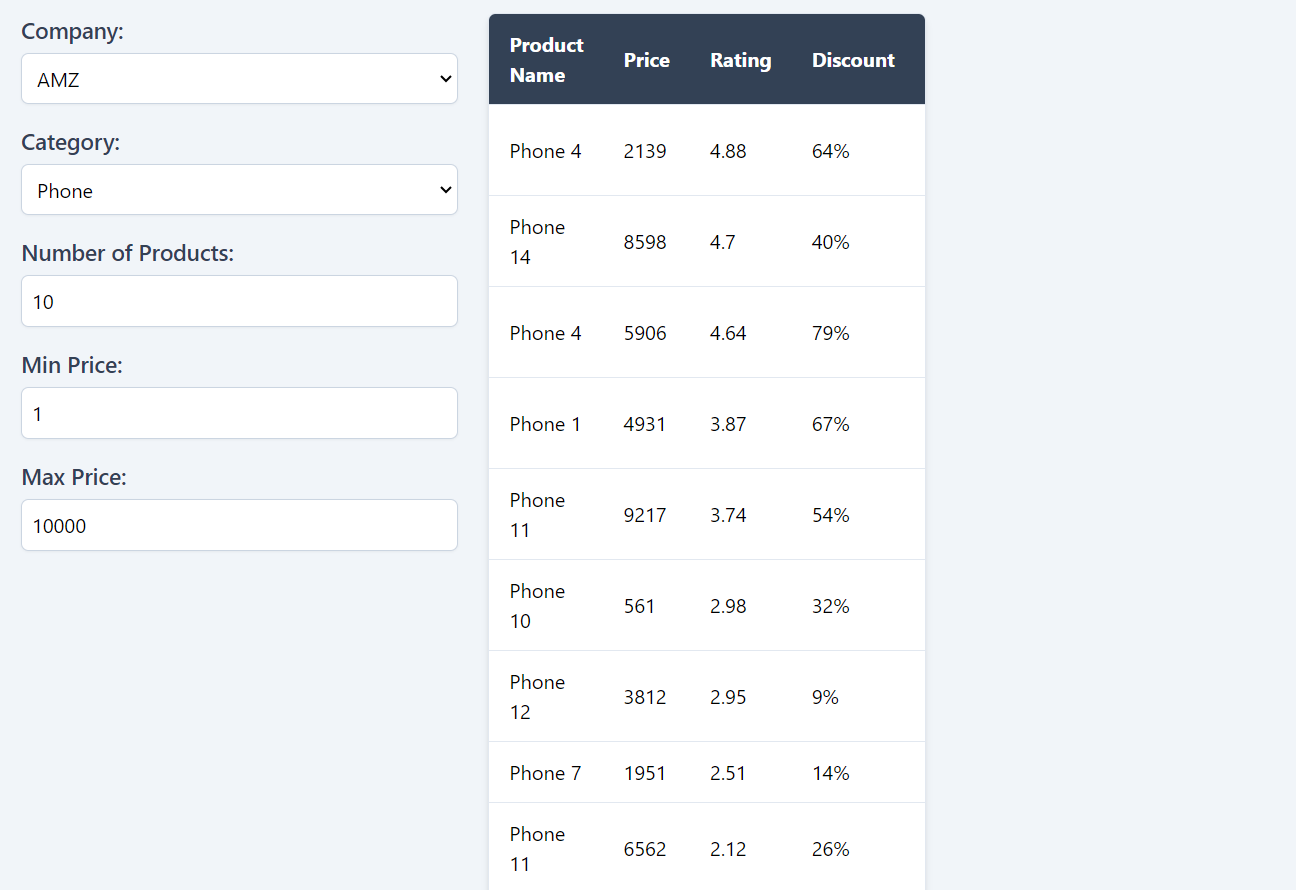 Company:
AMZ
Category:
Phone
Number of Products:
10
Min Price:
1
Max Price:
10000
Product Name Price Rating Discount
Phone 4 2139 4.88 64%
Phone 14 8598 4.7 40%
Phone 4 5906 4.64 79%
Phone 1 4931 3.87 67%
Phone 11 9217 3.74 54%
Phone 10 561 2.98 32%
Phone 12 3812 2.95 9%
Phone 7 1951 2.51 14%
Phone 11 6562 2.12 26%